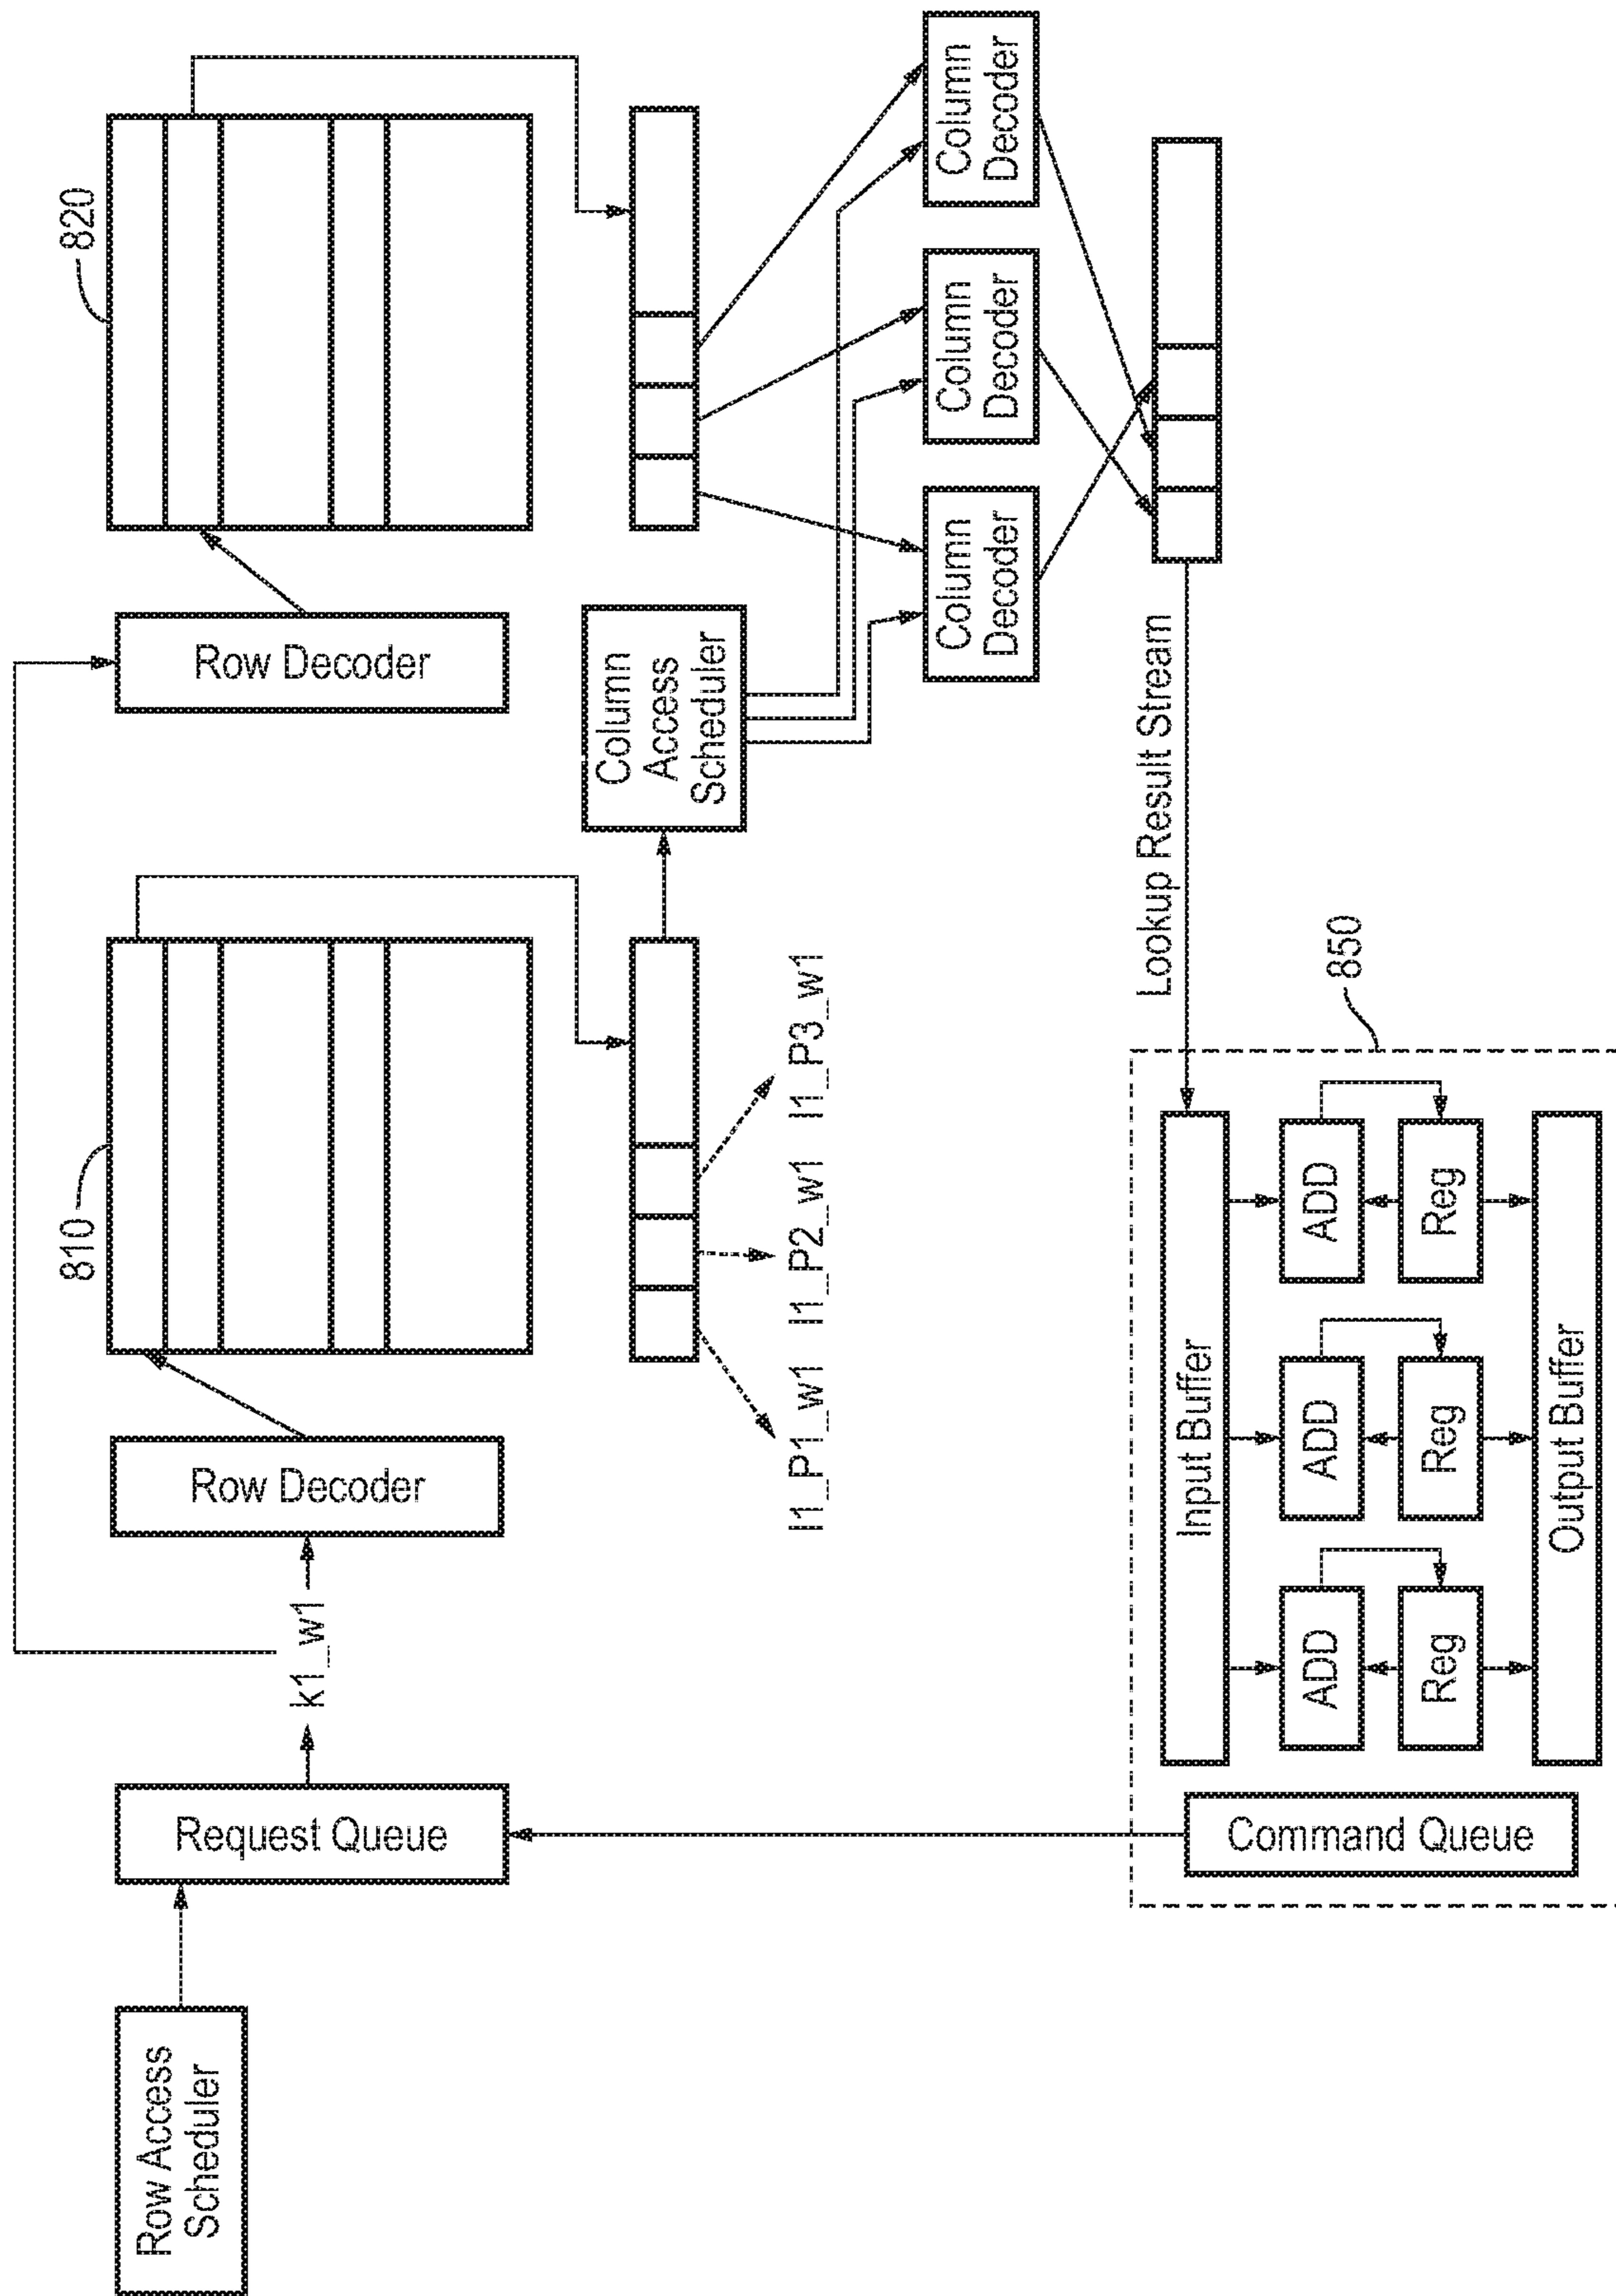 820
Row Decoder
Column
Access
Scheduler
Column
Decoder
Column
Decoder
Column
Decoder
810
Row Decoder
k1_w1
I1_P1_w1 I1_P2_w1 I1_P3_w1
Lookup Result Stream
Row Access
Scheduler
Request Queue
850
Input Buffer
ADD
ADD
ADD
Reg
Reg
Reg
Output Buffer
Command Queue